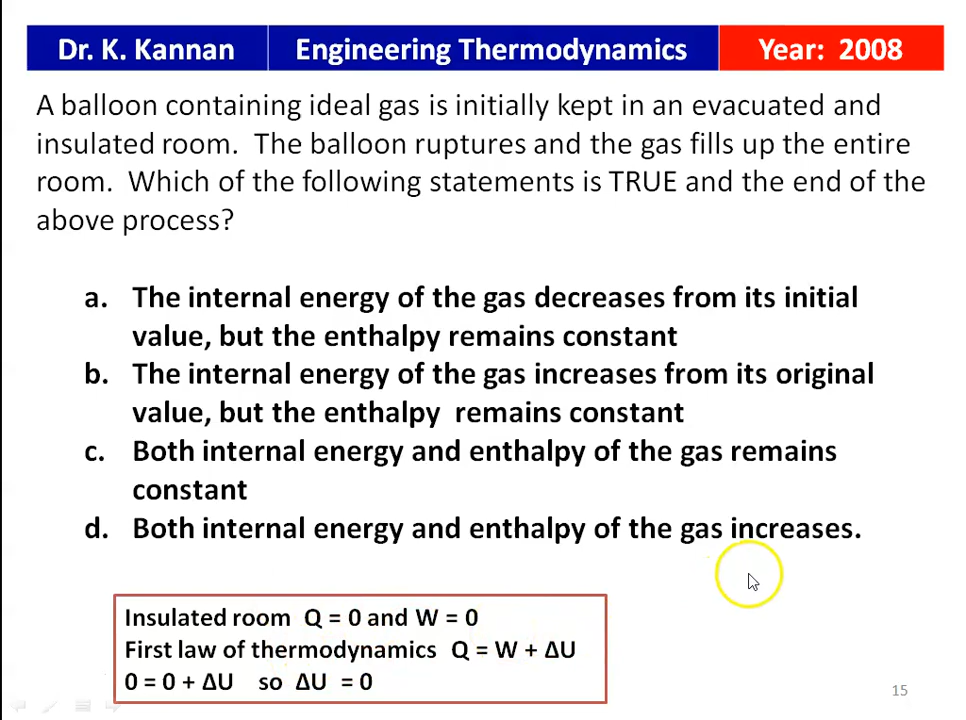 Dr. K. Kannan Engineering Thermodynamics Year: 2008
A balloon containing ideal gas is initially kept in an evacuated and
insulated room. The balloon ruptures and the gas fills up the entire
room. Which of the following statements is TRUE and the end of the
above process?
a. The internal energy of the gas decreases from its initial
value, but the enthalpy remains constant
b. The internal energy of the gas increases from its original
value, but the enthalpy remains constant
c. Both internal energy and enthalpy of the gas remains
constant
d. Both internal energy and enthalpy of the gas increases.
Insulated room Q = 0 and W = 0
First law of thermodynamics Q = W + ΔU
0 = 0 + ΔU so ΔU = 0
15